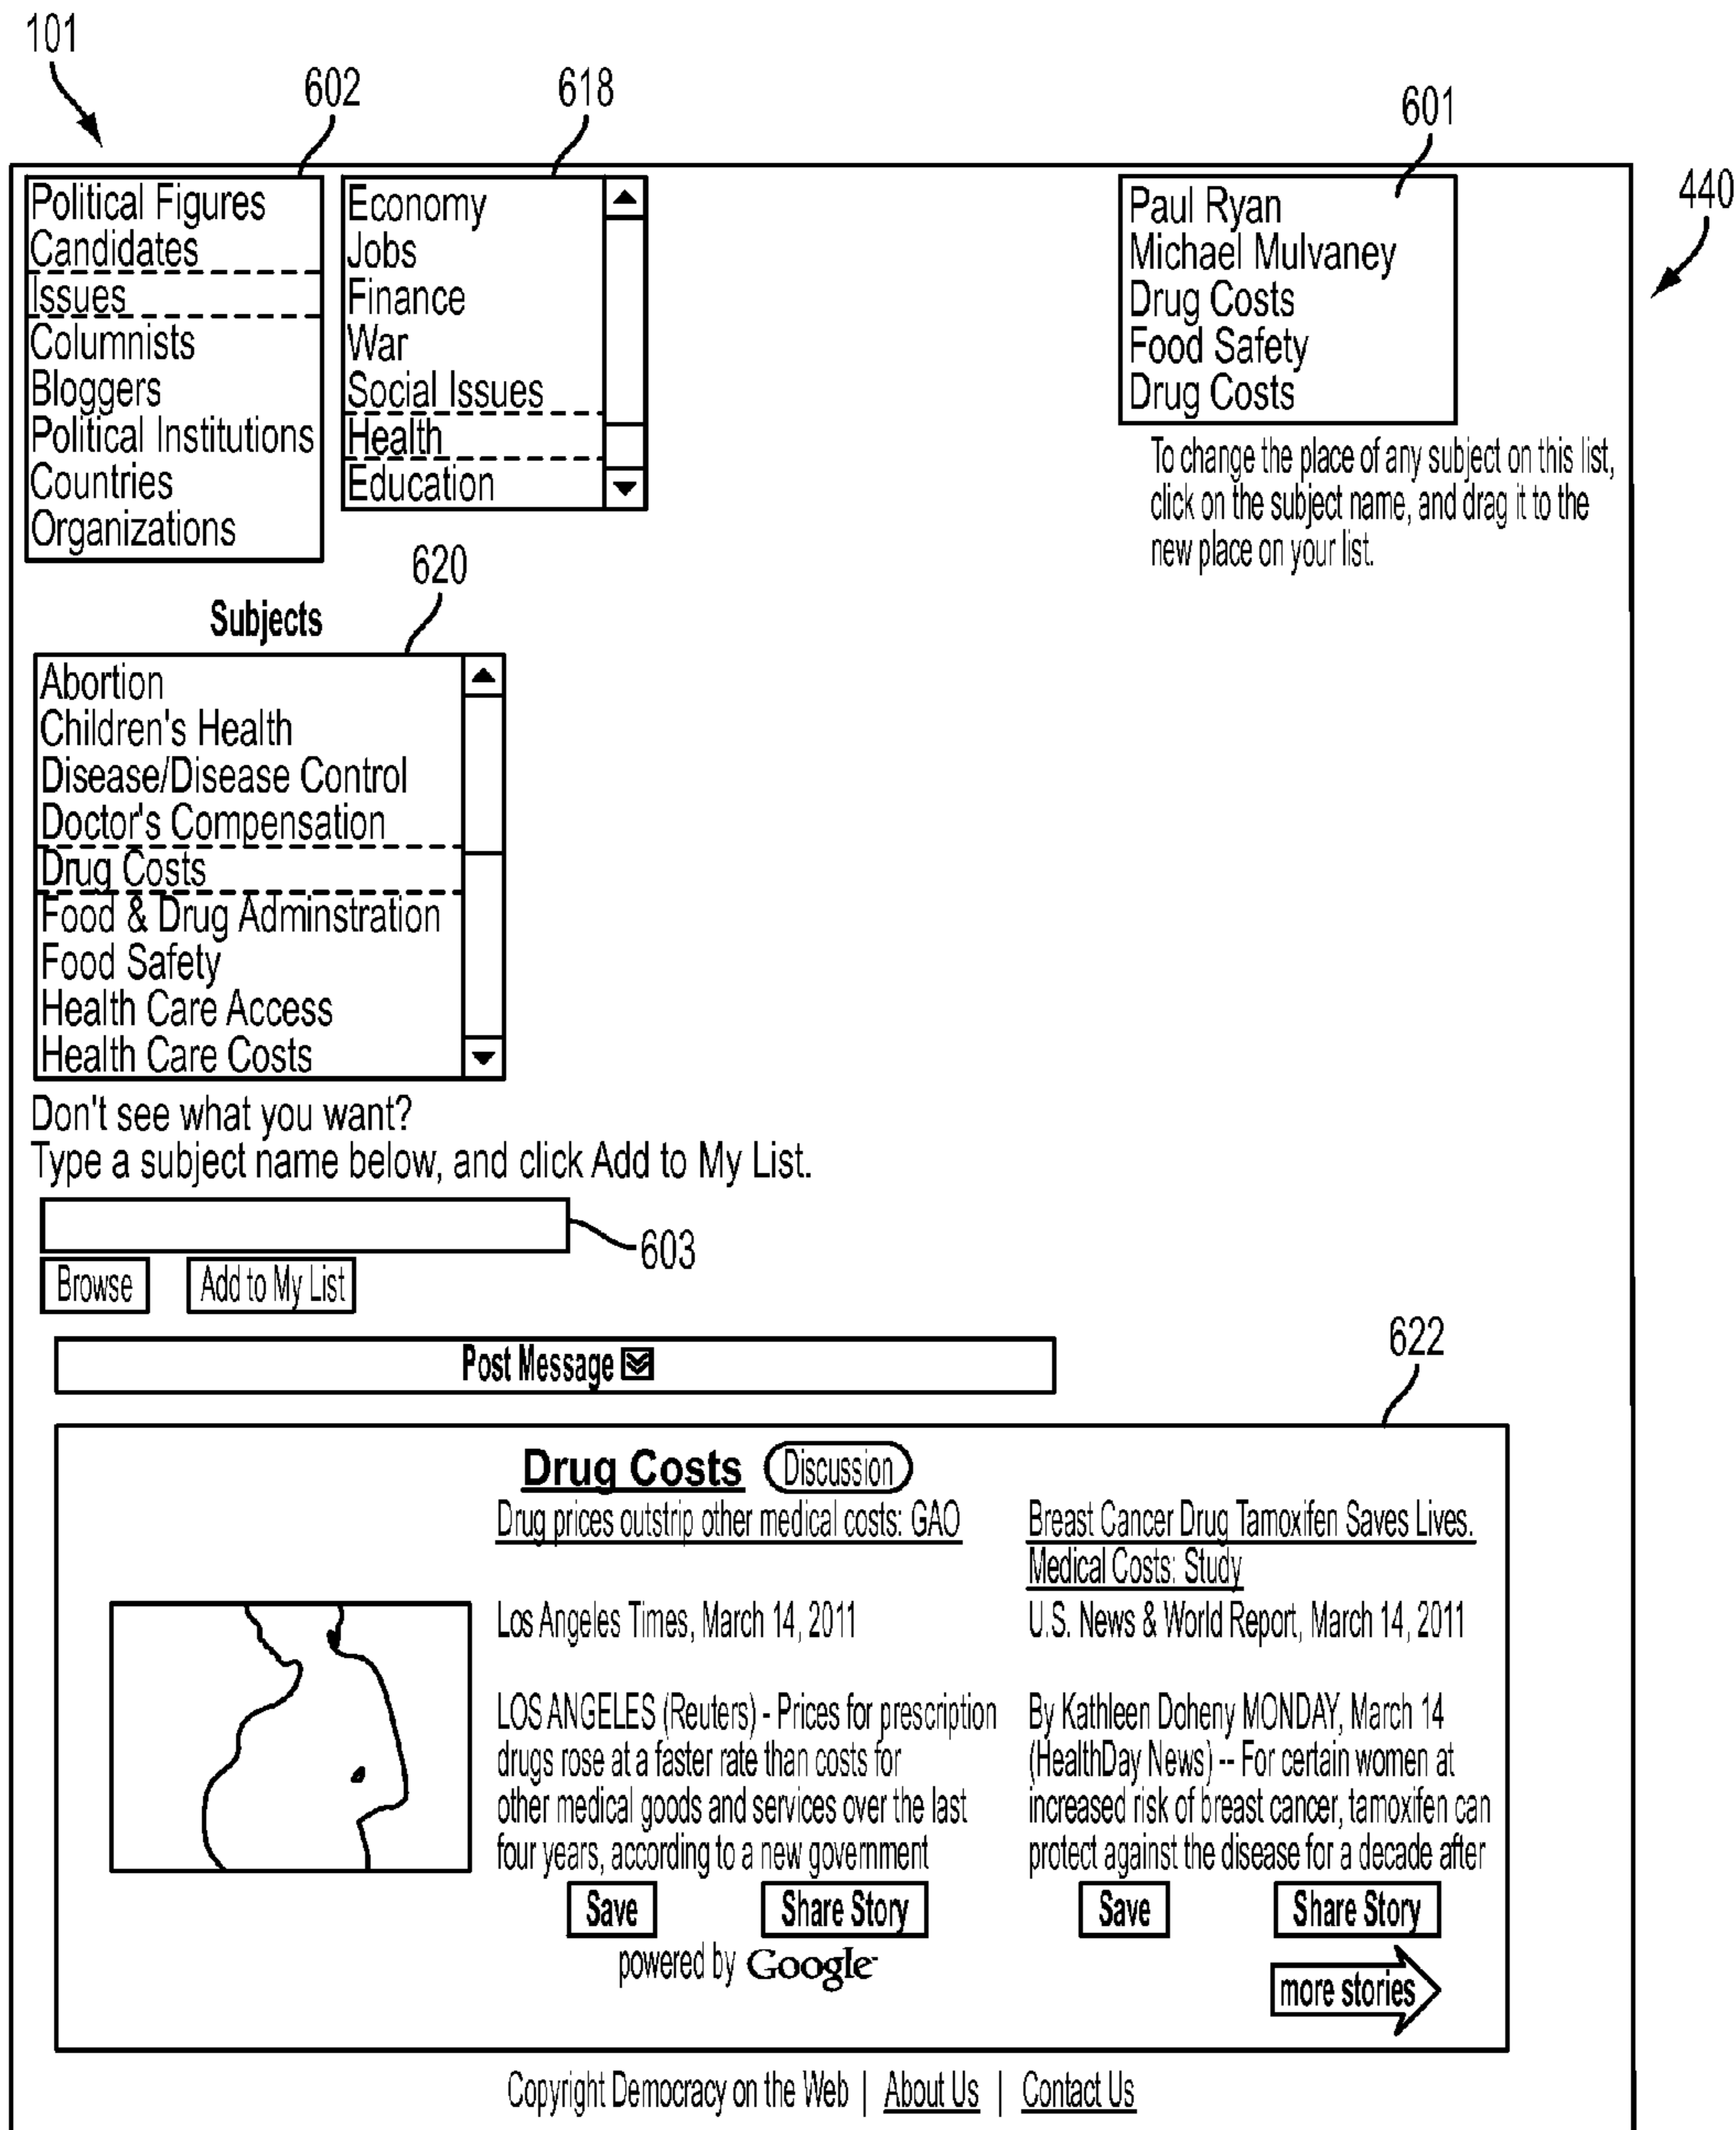 101
602
618
601
440
Political Figures
Candidates
Issues
Columnists
Bloggers
Political Institutions
Countries
Organizations
Economy
Jobs
Finance
War
Social Issues
Health
Education
Paul Ryan
Michael Mulvaney
Drug Costs
Food Safety
Drug Costs
To change the place of any subject on this list,
click on the subject name, and drag it to the
new place on your list.
620
Subjects
Abortion
Children's Health
Disease/Disease Control
Doctor's Compensation
Drug Costs
Food & Drug Adminstration
Food Safety
Health Care Access
Health Care Costs
Don't see what you want?
Type a subject name below, and click Add to My List.
603
Browse
Add to My List
Post Message
622
Drug Costs Discussion
Drug prices outstrip other medical costs: GAO
Los Angeles Times, March 14, 2011
LOS ANGELES (Reuters) - Prices for prescription
drugs rose at a faster rate than costs for
other medical goods and services over the last
four years, according to a new government
Save Share Story
Breast Cancer Drug Tamoxifen Saves Lives.
Medical Costs: Study
U.S. News & World Report, March 14, 2011
By Kathleen Doheny MONDAY, March 14
(HealthDay News) -- For certain women at
increased risk of breast cancer, tamoxifen can
protect against the disease for a decade after
Save Share Story
powered by Google
more stories
Copyright Democracy on the Web | About Us | Contact Us